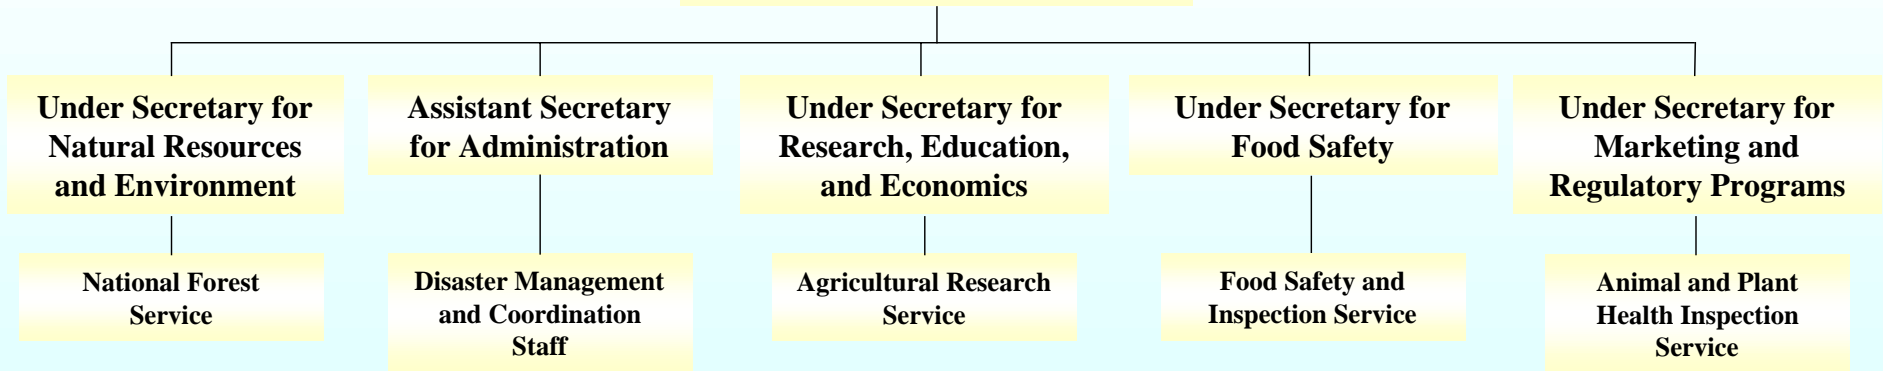 Under Secretary for
Natural Resources
and Environment
Assistant Secretary
for Administration
Under Secretary for
Research, Education,
and Economics
Under Secretary for
Food Safety
Under Secretary for
Marketing and
Regulatory Programs
National Forest
Service
Disaster Management
and Coordination
Staff
Agricultural Research
Service
Food Safety and
Inspection Service
Animal and Plant
Health Inspection
Service